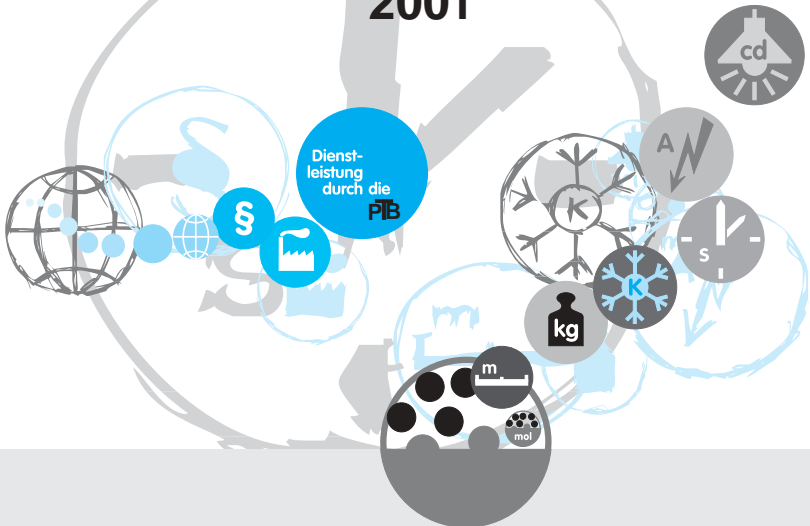 2001
cd
Dienst-
leistung
durch die
PTB
A
§
K
s
K
kg
m
m
mol